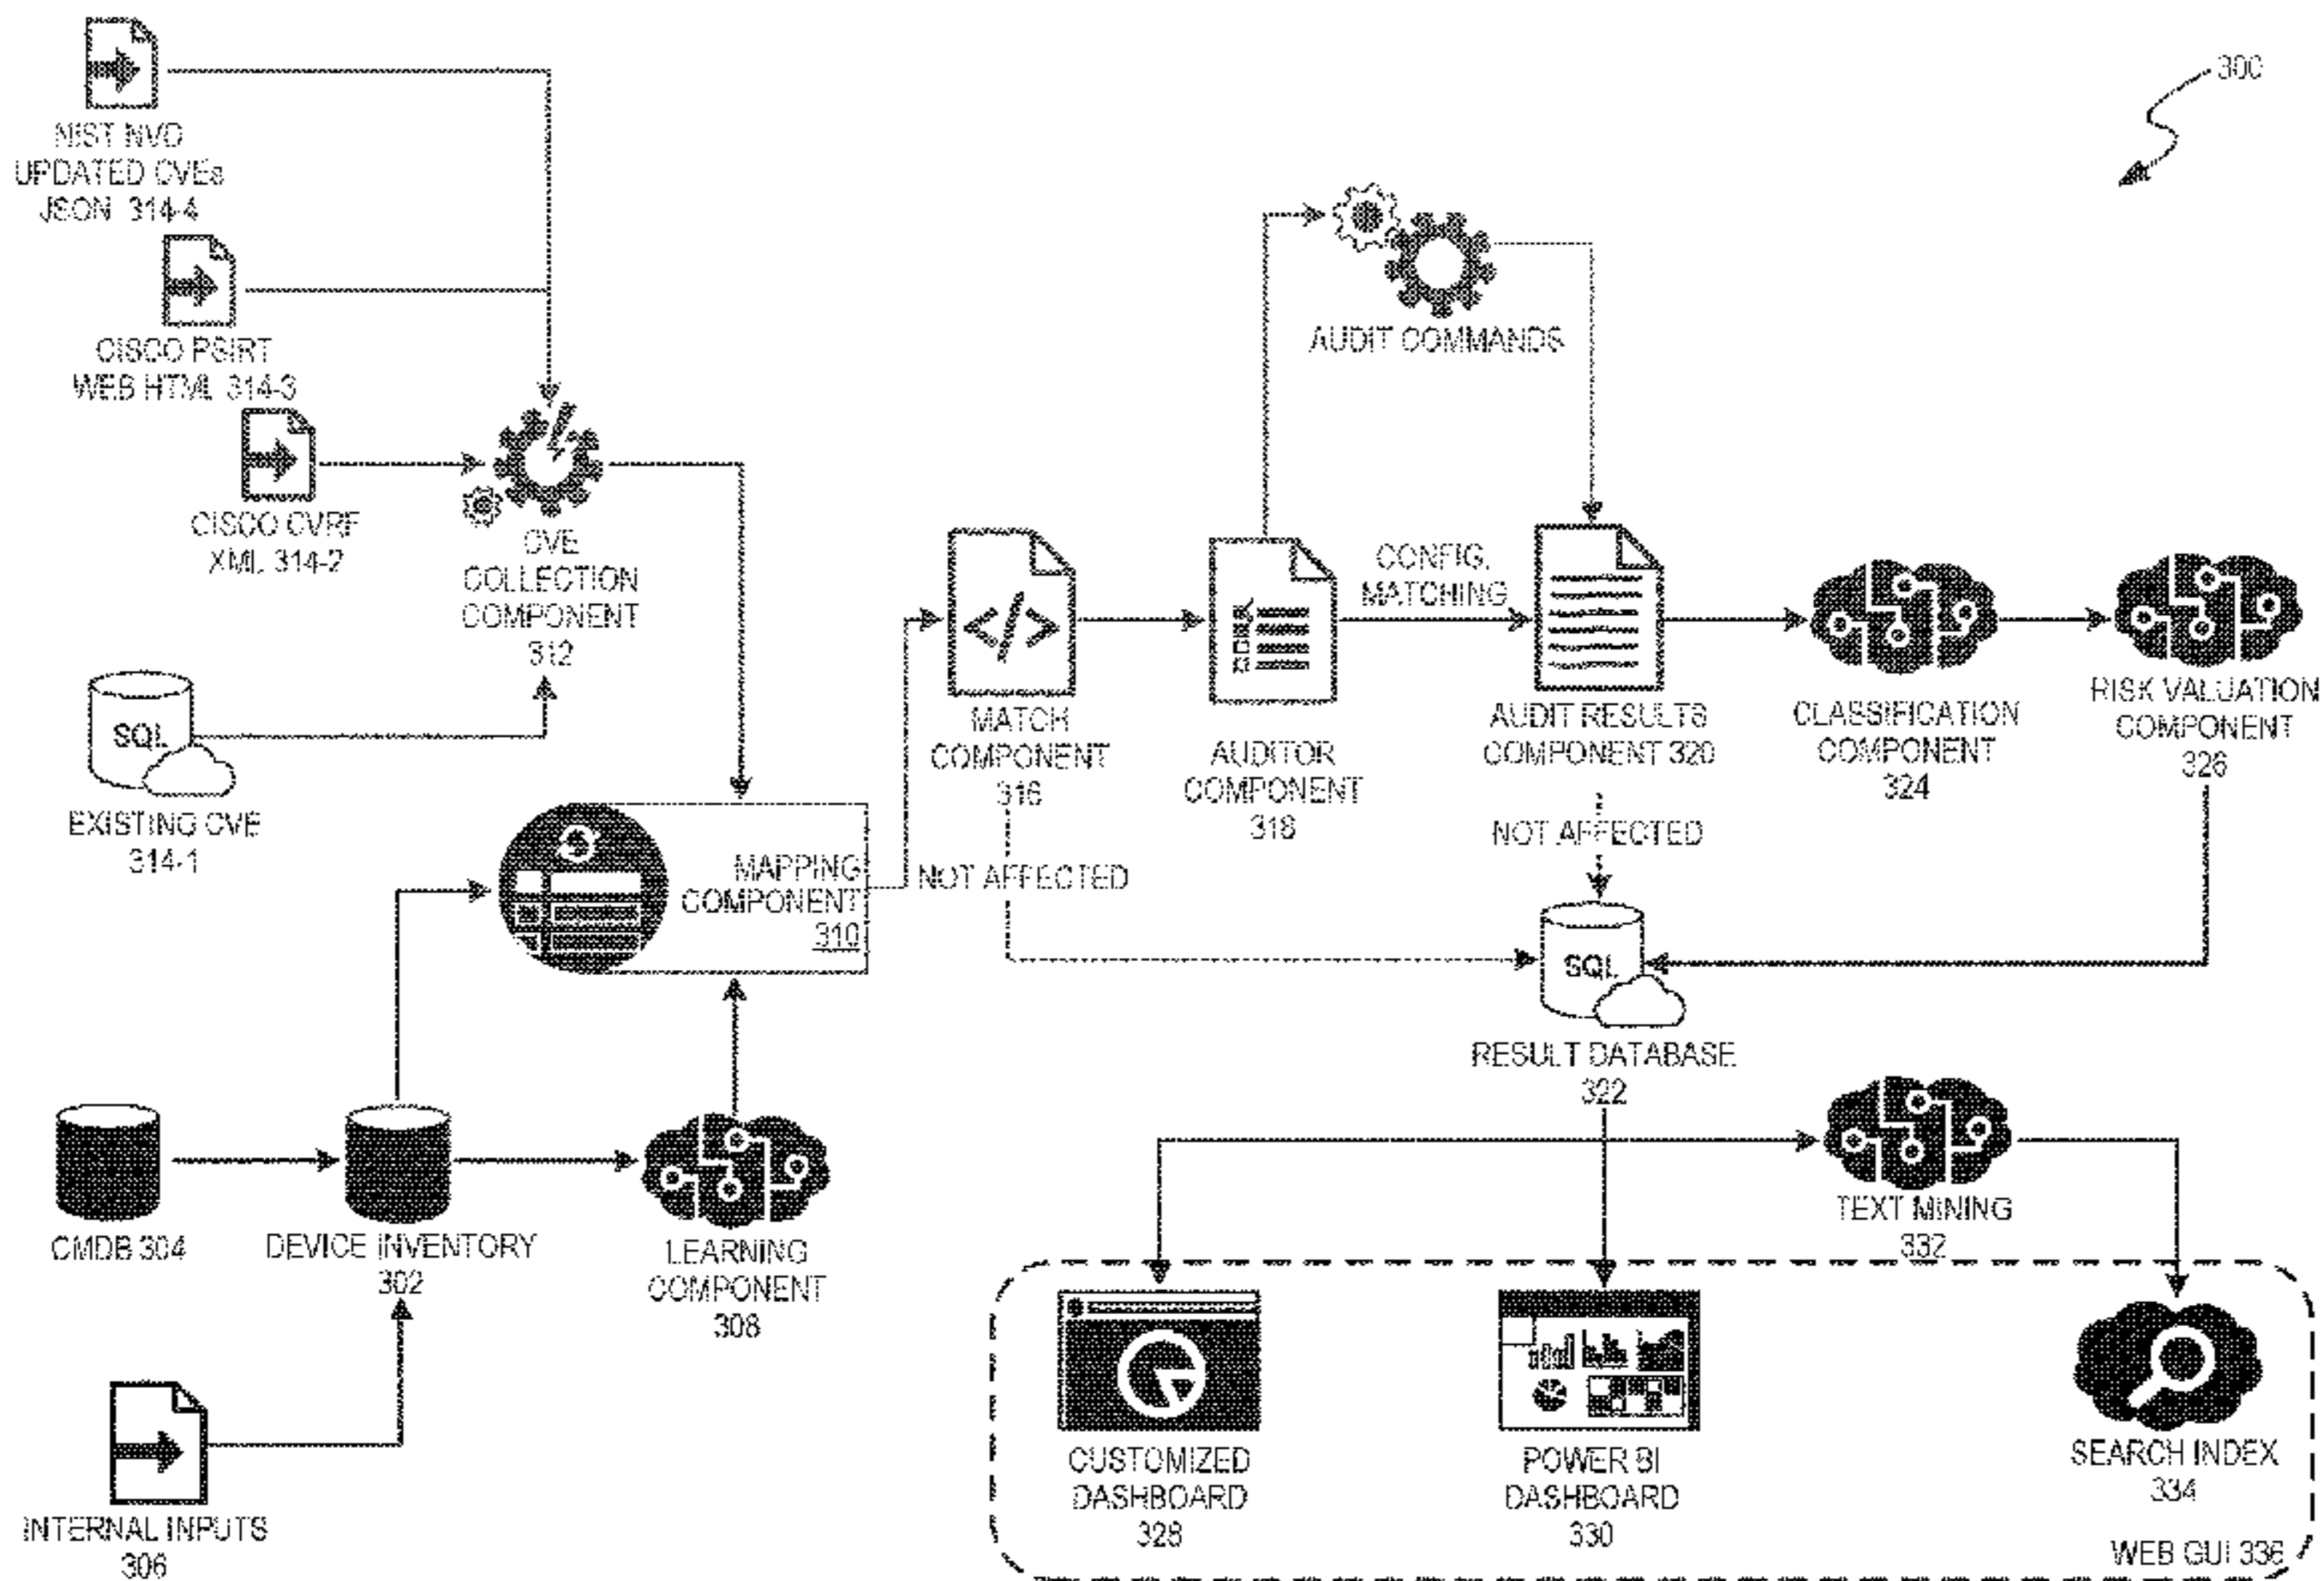 300
NIST NVD
UPDATED CVEs
JSON 314-4
CISCO PSIRT
WEB HTML 314-3
CISCO CVRF
XML 314-2
CVE
COLLECTION
COMPONENT
312
SQL
EXISTING CVE
314-1
MAPPING
COMPONENT
310
CMDB 304
DEVICE INVENTORY
302
LEARNING
COMPONENT
308
INTERNAL INPUTS
306
AUDIT COMMANDS
</>
MATCH
COMPONENT
316
NOT AFFECTED
AUDITOR
COMPONENT
318
CONFIG.
MATCHING
AUDIT RESULTS
COMPONENT 320
NOT AFFECTED
CLASSIFICATION
COMPONENT
324
RISK VALUATION
COMPONENT
326
SQL
RESULT DATABASE
322
TEXT MINING
332
CUSTOMIZED
DASHBOARD
328
POWER BI
DASHBOARD
330
SEARCH INDEX
334
WEB GUI 336